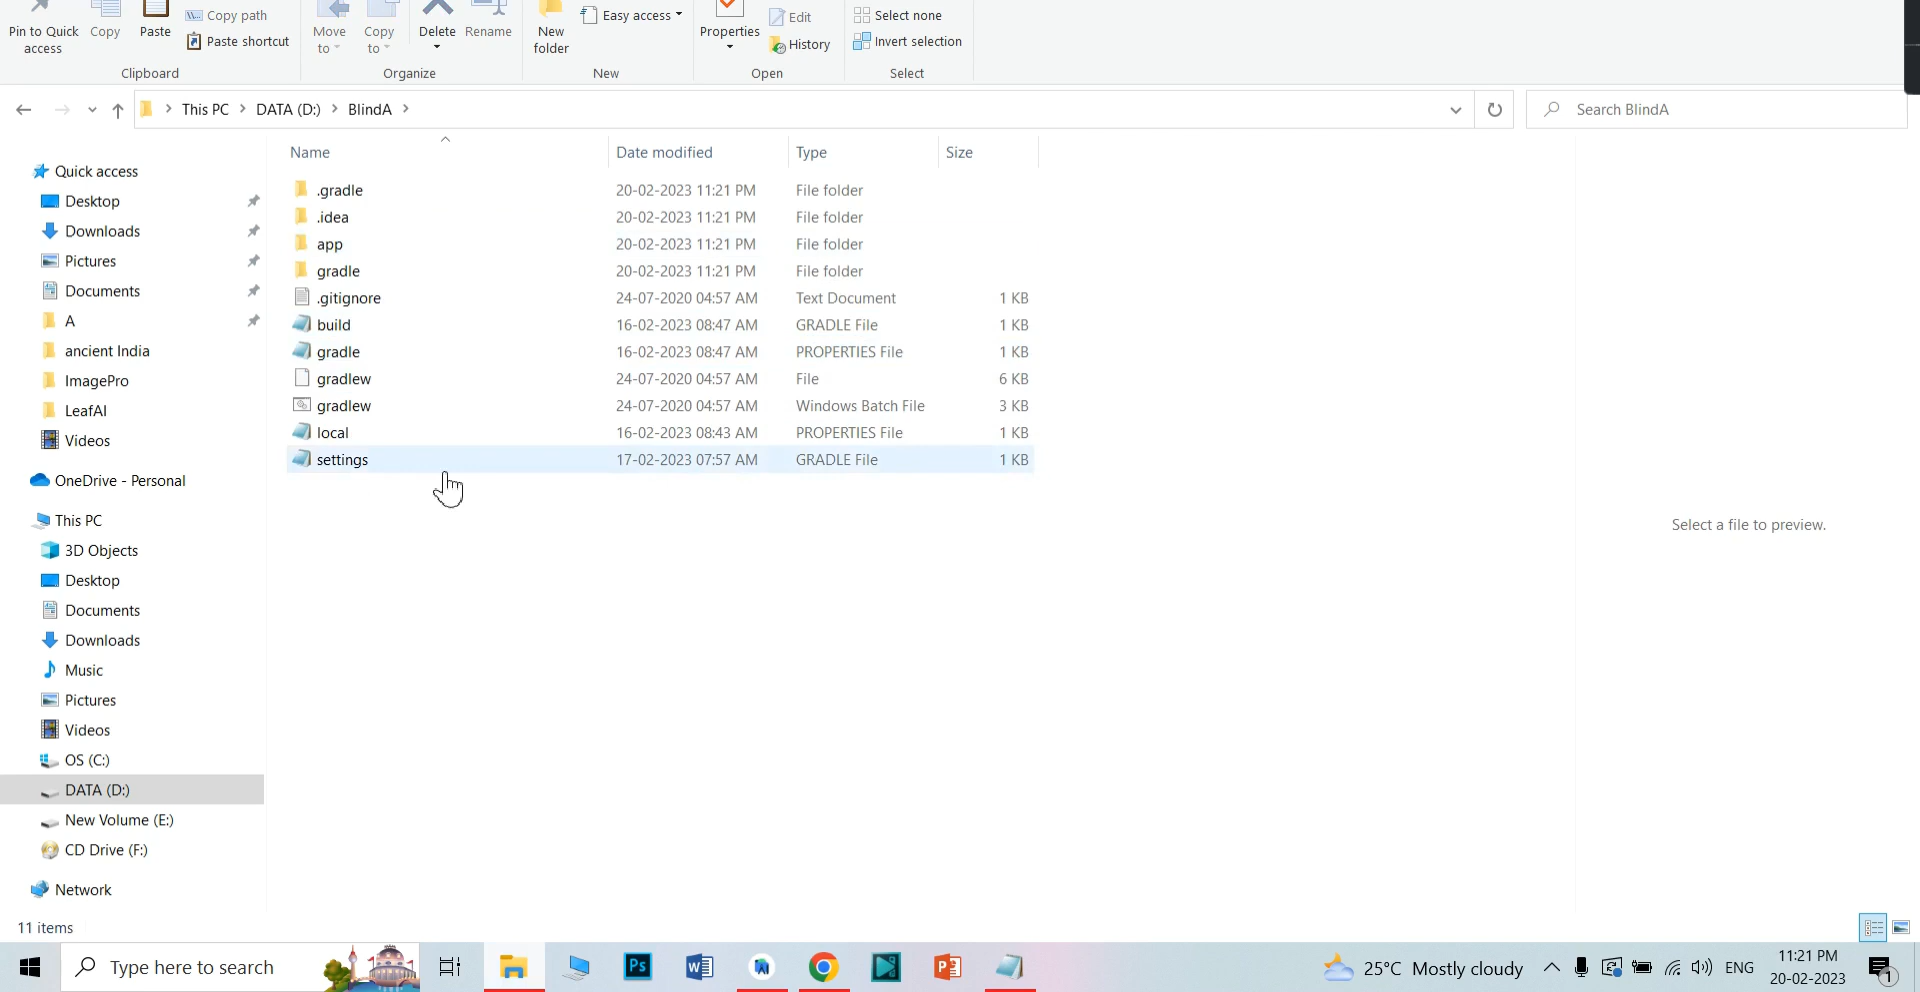 Pin to Quick access
Copy
Paste
Copy path
Paste shortcut
Clipboard
Move to
Copy to
Delete
Rename
Organize
New folder
Easy access
New
Properties
Edit
History
Open
Select none
Invert selection
Select
This PC > DATA (D:) > BlindA >
Search BlindA
Name Date modified Type Size
.gradle 20-02-2023 11:21 PM File folder
.idea 20-02-2023 11:21 PM File folder
app 20-02-2023 11:21 PM File folder
gradle 20-02-2023 11:21 PM File folder
.gitignore 24-07-2020 04:57 AM Text Document 1 KB
build 16-02-2023 08:47 AM GRADLE File 1 KB
gradle 16-02-2023 08:47 AM PROPERTIES File 1 KB
gradlew 24-07-2020 04:57 AM File 6 KB
gradlew 24-07-2020 04:57 AM Windows Batch File 3 KB
local 16-02-2023 08:43 AM PROPERTIES File 1 KB
settings 17-02-2023 07:57 AM GRADLE File 1 KB
Quick access
Desktop
Downloads
Pictures
Documents
A
ancient India
ImagePro
LeafAI
Videos
OneDrive - Personal
This PC
3D Objects
Desktop
Documents
Downloads
Music
Pictures
Videos
OS (C:)
DATA (D:)
New Volume (E:)
CD Drive (F:)
Network
Select a file to preview.
11 items
Type here to search
Ps
W
P
25°C Mostly cloudy
ENG
11:21 PM
20-02-2023
1